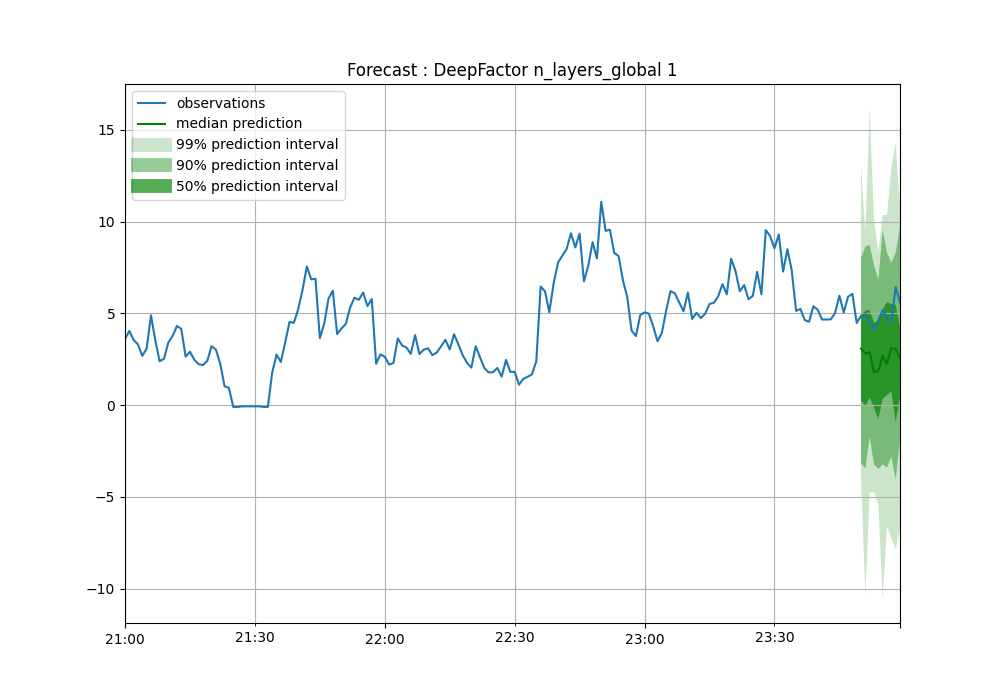 Forecast : DeepFactor n_layers_global 1
observations
median prediction
99% prediction interval
90% prediction interval
50% prediction interval
15
10
5
0
−5
−10
21:00 21:30 22:00 22:30 23:00 23:30